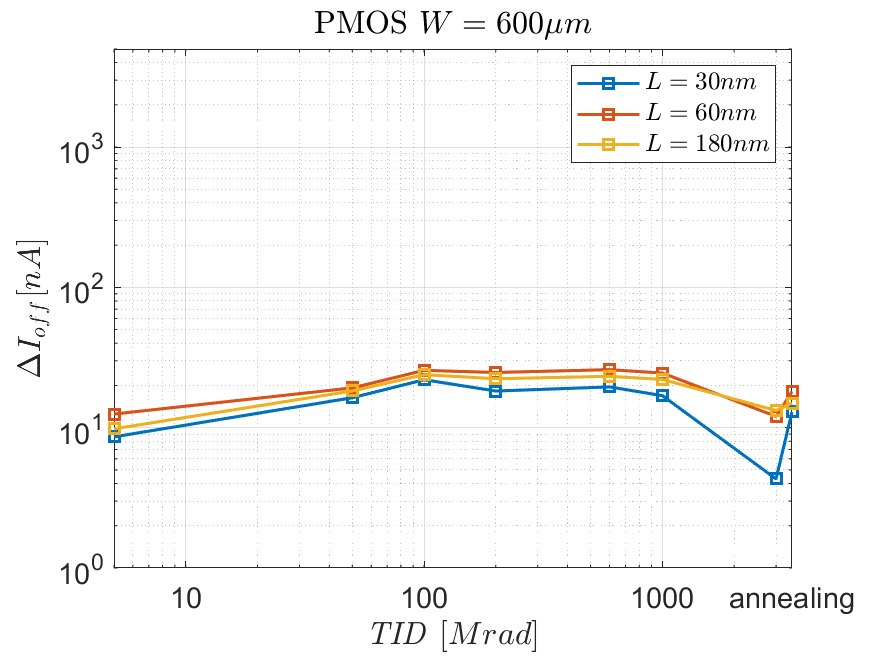 PMOS W = 600μm
L = 30nm
L = 60nm
L = 180nm
10³
10²
10¹
10⁰
ΔI_off [nA]
10 100 1000 annealing
TID [Mrad]